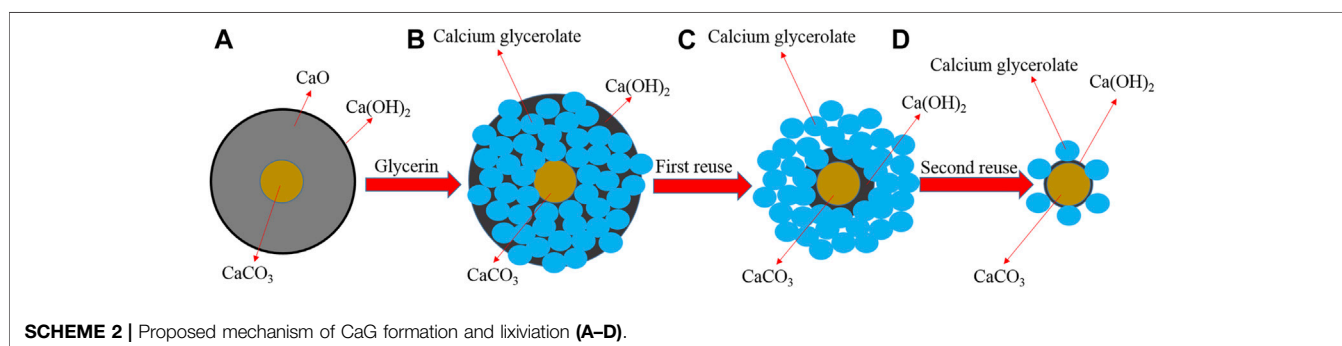 A
CaO
Ca(OH)₂
CaCO₃
Glycerin
B
Calcium glycerolate
Ca(OH)₂
CaCO₃
First reuse
C
Calcium glycerolate
Ca(OH)₂
CaCO₃
Second reuse
D
Calcium glycerolate
Ca(OH)₂
CaCO₃
SCHEME 2 | Proposed mechanism of CaG formation and lixiviation (A–D).